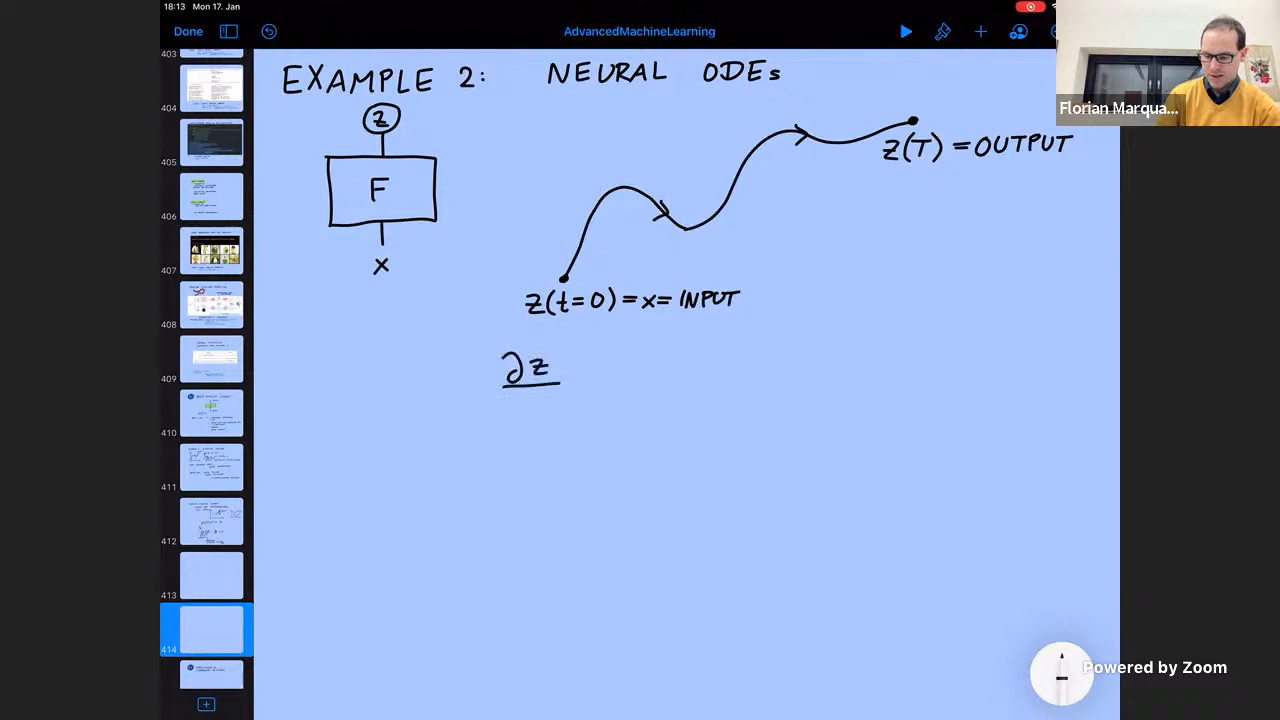 18:13 Mon 17. Jan
Done
AdvancedMachineLearning
Florian Marqua...
EXAMPLE 2: NEURAL ODEs
Z
F
x
z(T) = OUTPUT
z(t=0) = x = INPUT
∂z
403
404
405
406
407
408
409
410
411
412
413
414
Powered by Zoom